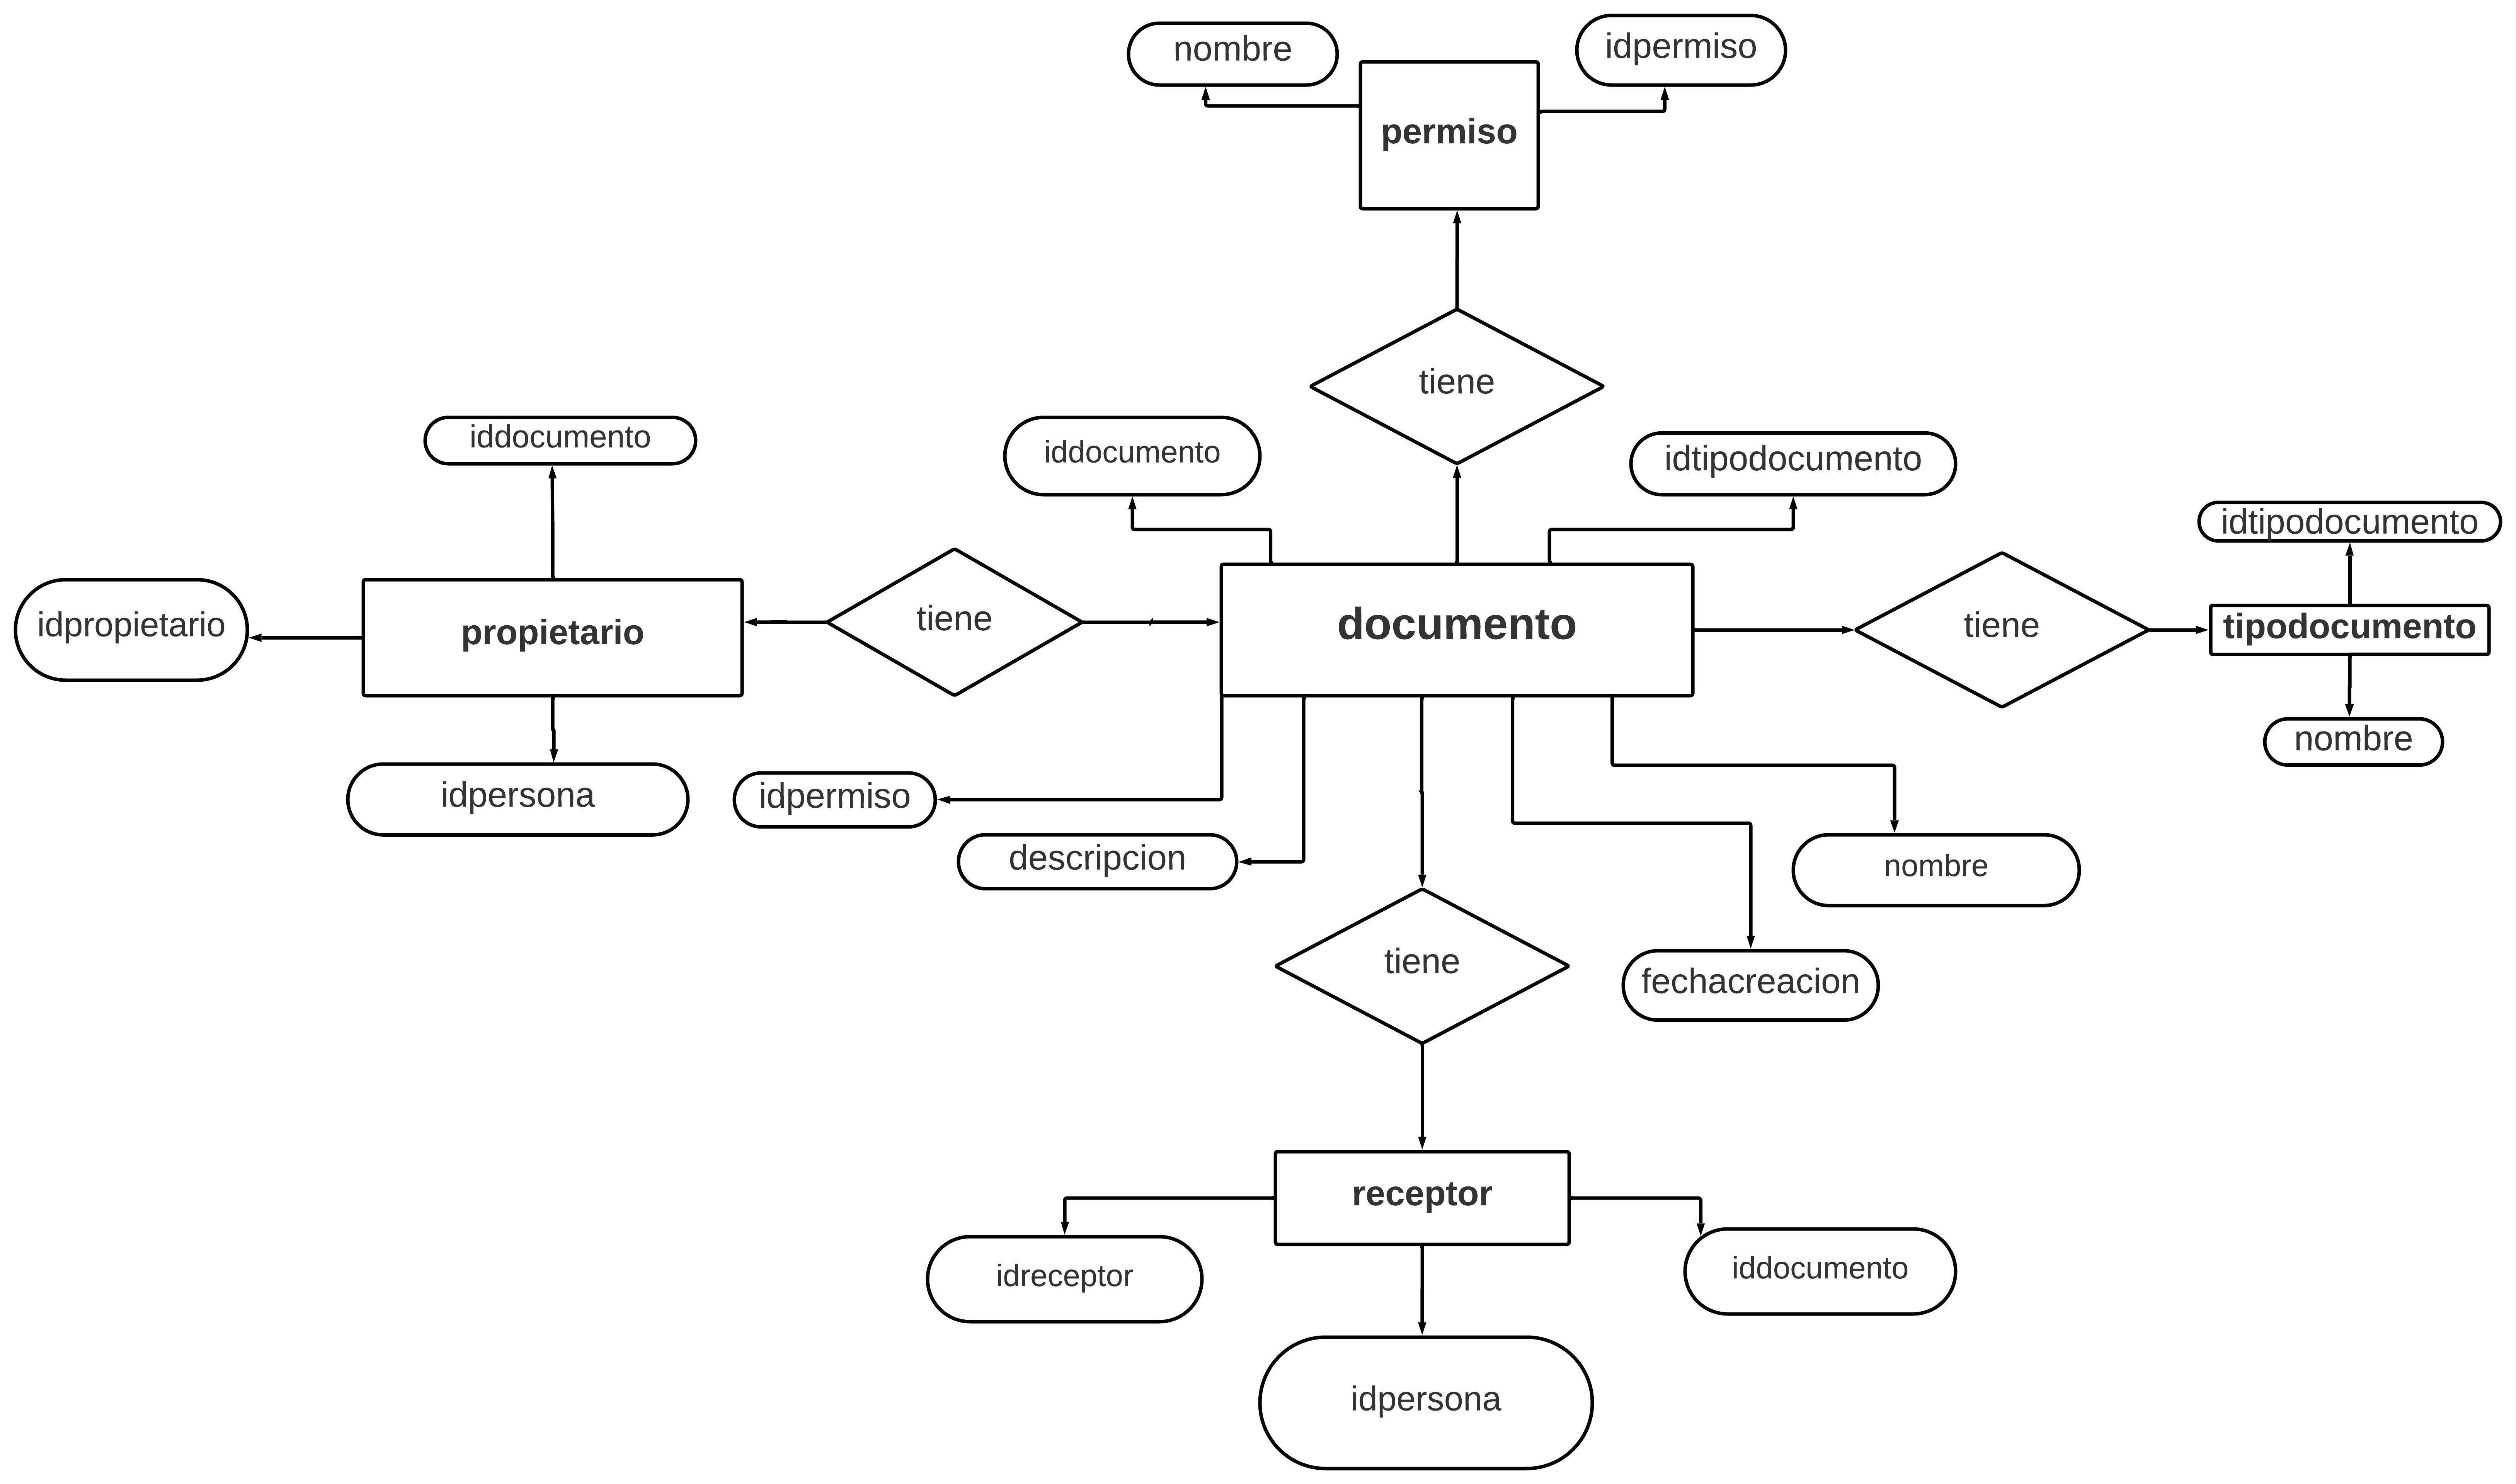 nombre
idpermiso
permiso
tiene
iddocumento
iddocumento
idtipodocumento
idtipodocumento
idpropietario
propietario
tiene
documento
tiene
tipodocumento
nombre
idpersona
idpermiso
descripcion
nombre
tiene
fechacreacion
receptor
idreceptor
iddocumento
idpersona